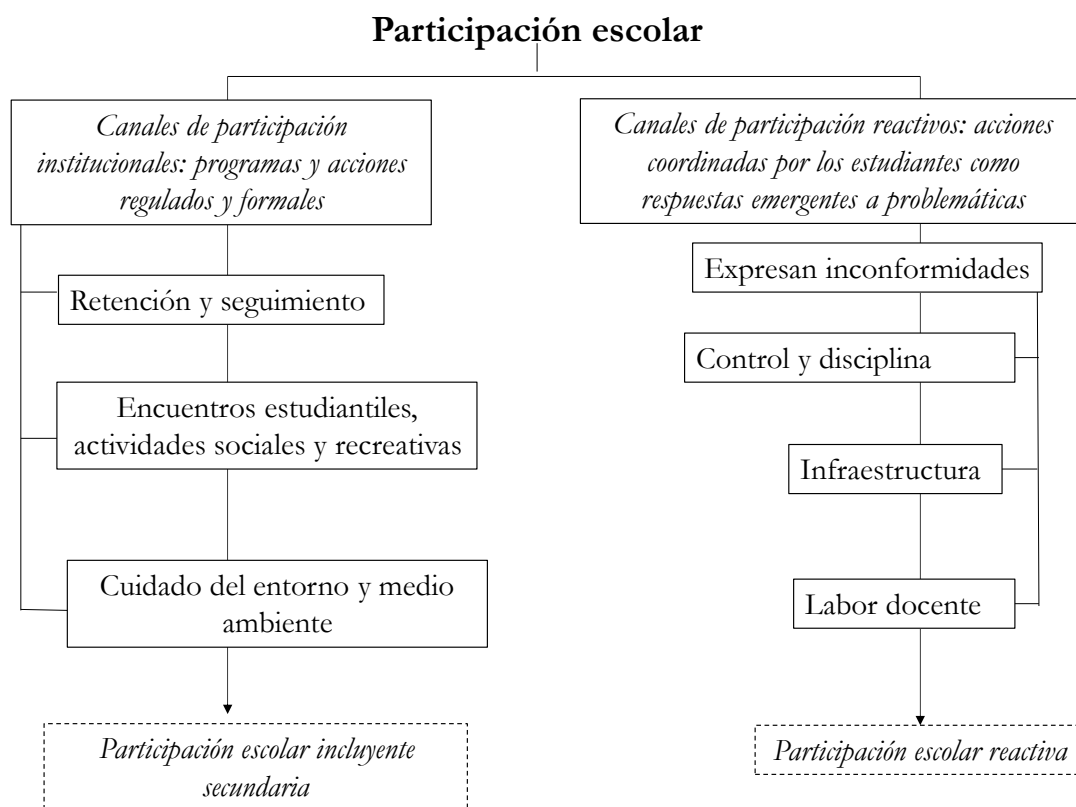 Participación escolar
Canales de participación
institucionales: programas y acciones
regulados y formales
Retención y seguimiento
Encuentros estudiantiles,
actividades sociales y recreativas
Cuidado del entorno y medio
ambiente
Participación escolar incluyente
secundaria
Canales de participación reactivos: acciones
coordinadas por los estudiantes como
respuestas emergentes a problemáticas
Expresan inconformidades
Control y disciplina
Infraestructura
Labor docente
Participación escolar reactiva